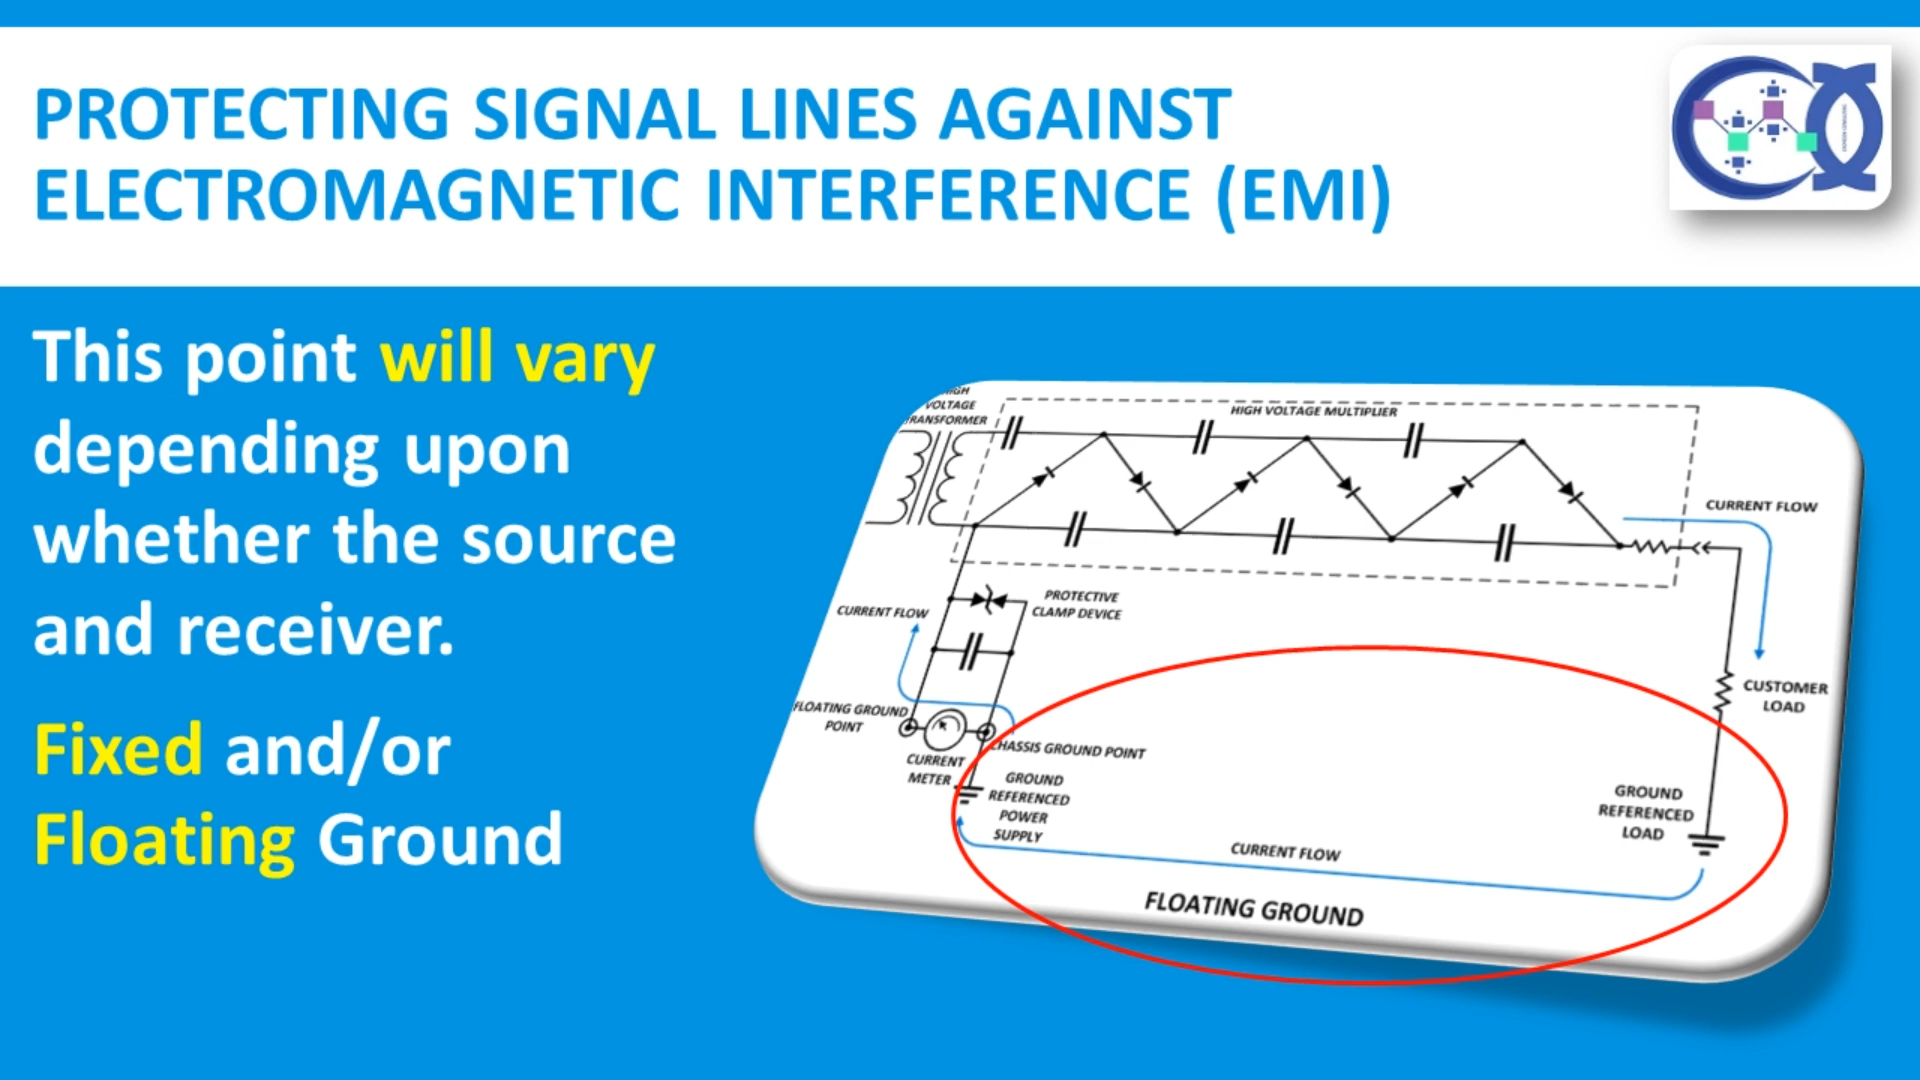 PROTECTING SIGNAL LINES AGAINST
ELECTROMAGNETIC INTERFERENCE (EMI)
This point will vary
depending upon
whether the source
and receiver.
Fixed and/or
Floating Ground
VOLTAGE
TRANSFORMER
HIGH VOLTAGE MULTIPLIER
CURRENT FLOW
PROTECTIVE
CLAMP DEVICE
CURRENT FLOW
CUSTOMER
LOAD
FLOATING GROUND
POINT
CHASSIS GROUND POINT
CURRENT
METER
GROUND
REFERENCED
POWER
SUPPLY
GROUND
REFERENCED
LOAD
CURRENT FLOW
FLOATING GROUND